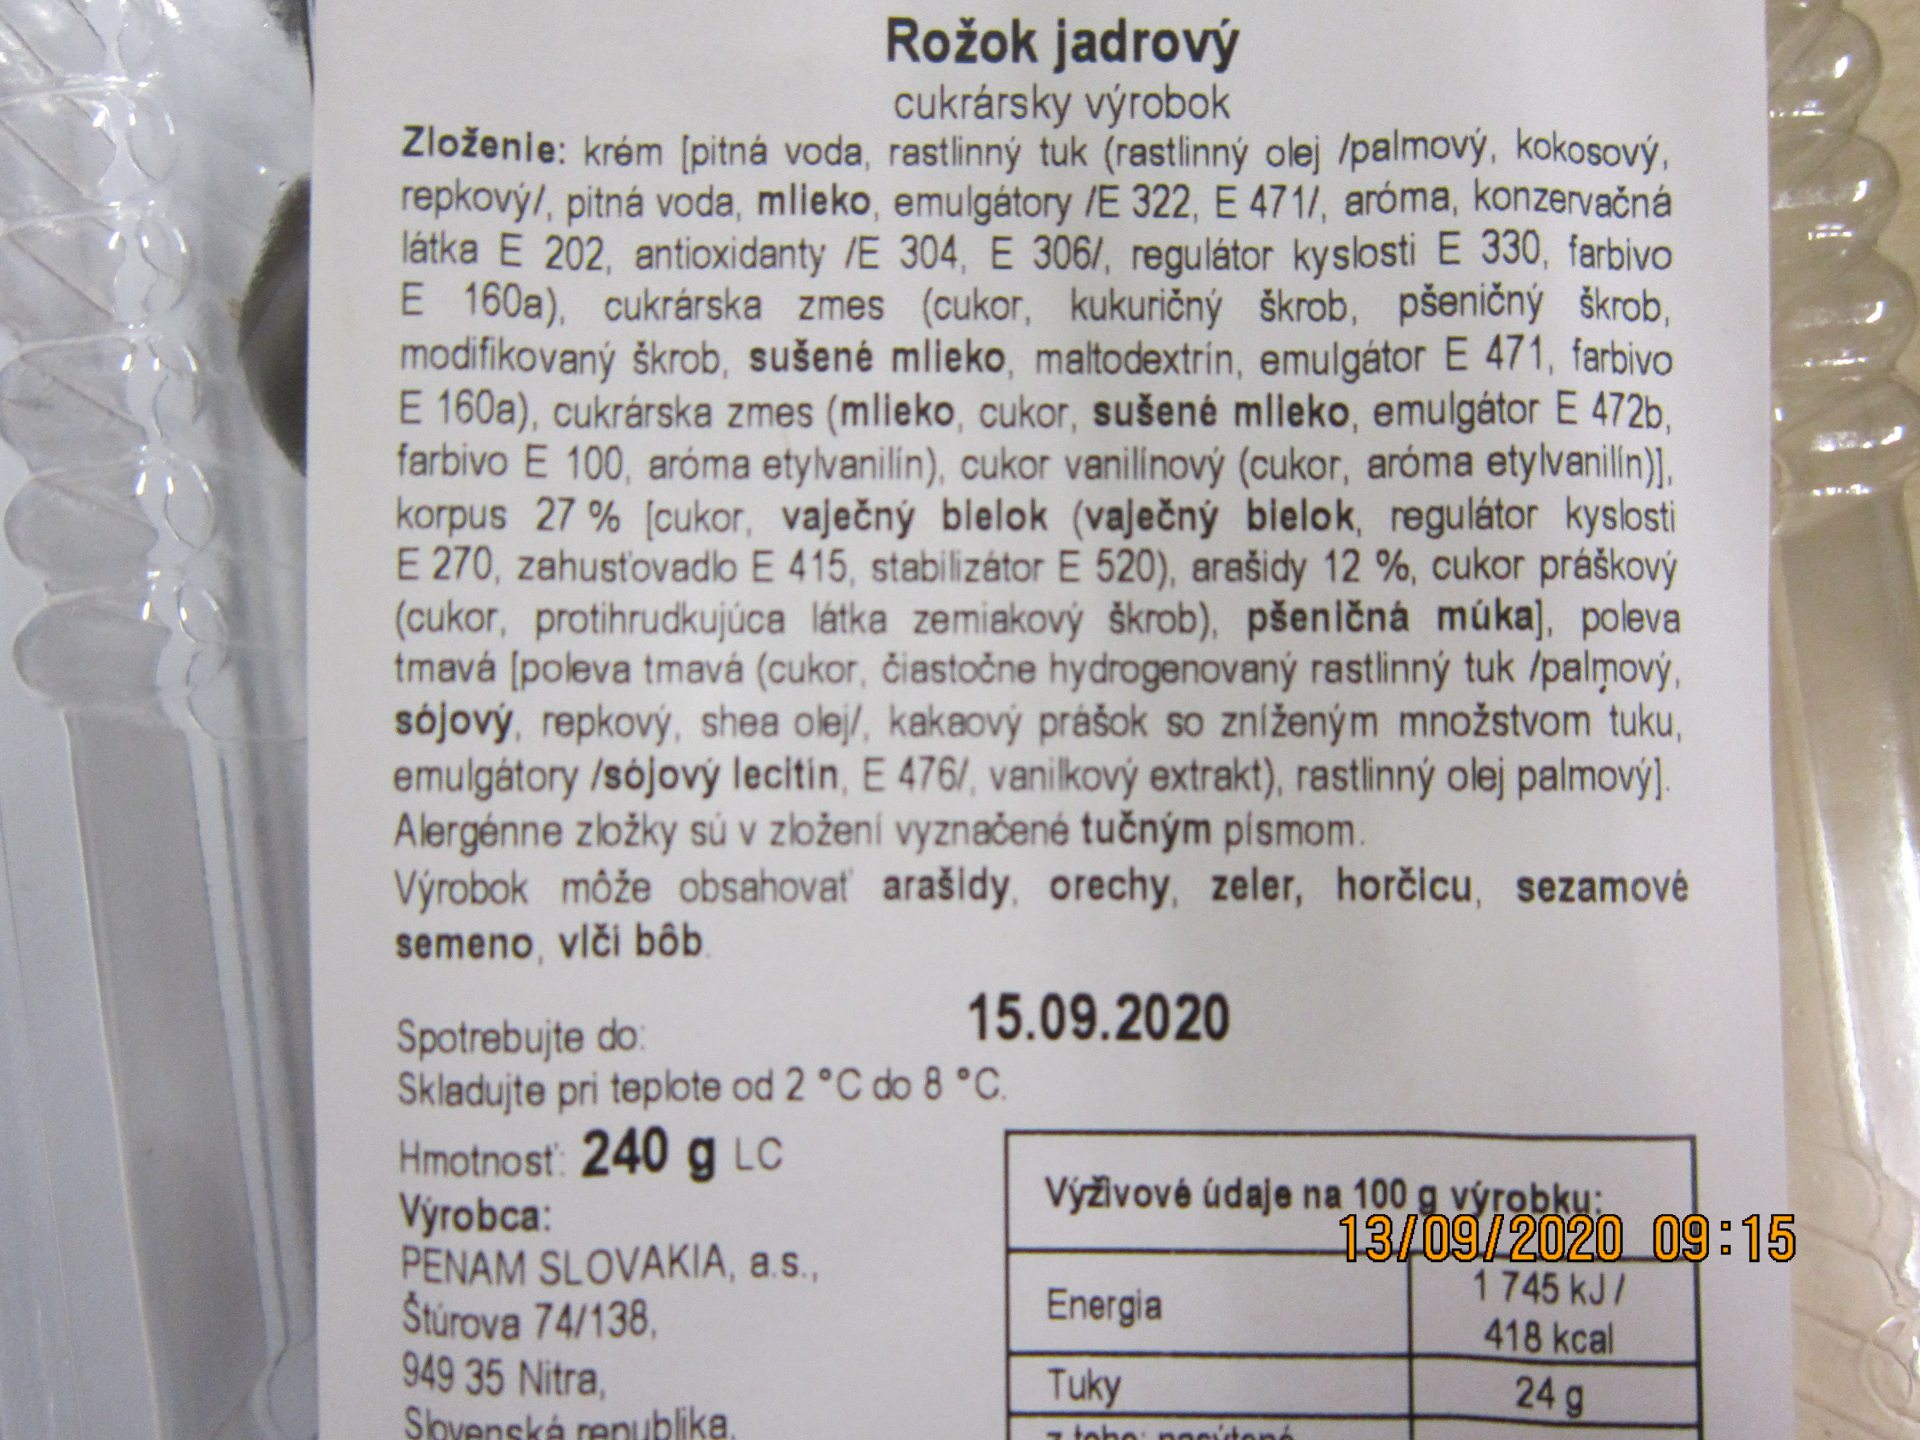 Rožok jadrový
cukrársky výrobok
Zloženie: krém [pitná voda, rastlinný tuk (rastlinný olej /palmový, kokosový,
repkový/, pitná voda, mlieko, emulgátory /E 322, E 471/, aróma, konzervačná
látka E 202, antioxidanty /E 304, E 306/, regulátor kyslosti E 330, farbivo
E 160a), cukrárska zmes (cukor, kukuričný škrob, pšeničný škrob,
modifikovaný škrob, sušené mlieko, maltodextrín, emulgátor E 471, farbivo
E 160a), cukrárska zmes (mlieko, cukor, sušené mlieko, emulgátor E 472b,
farbivo E 100, aróma etylvanilín), cukor vanilínový (cukor, aróma etylvanilín)],
korpus 27 % [cukor, vaječný bielok (vaječný bielok, regulátor kyslosti
E 270, zahusťovadlo E 415, stabilizátor E 520), arašidy 12 %, cukor práškový
(cukor, protihrudkujúca látka zemiakový škrob), pšeničná múka], poleva
tmavá [poleva tmavá (cukor, čiastočne hydrogenovaný rastlinný tuk /palmový,
sójový, repkový, shea olej/, kakaový prášok so zníženým množstvom tuku,
emulgátory /sójový lecitín, E 476/, vanilkový extrakt), rastlinný olej palmový].
Alergénne zložky sú v zložení vyznačené tučným písmom.
Výrobok môže obsahovať arašidy, orechy, zeler, horčicu, sezamové
semeno, vlčí bôb.
Spotrebujte do: 15.09.2020
Skladujte pri teplote od 2 °C do 8 °C.
Hmotnosť: 240 g LC
Výrobca:
PENAM SLOVAKIA, a.s.,
Štúrova 74/138,
949 35 Nitra,
Slovenská republika.
Výživové údaje na 100 g výrobku:
13/09/2020 09:15
Energia 1 745 kJ /
418 kcal
Tuky 24 g
z toho: nasýtené